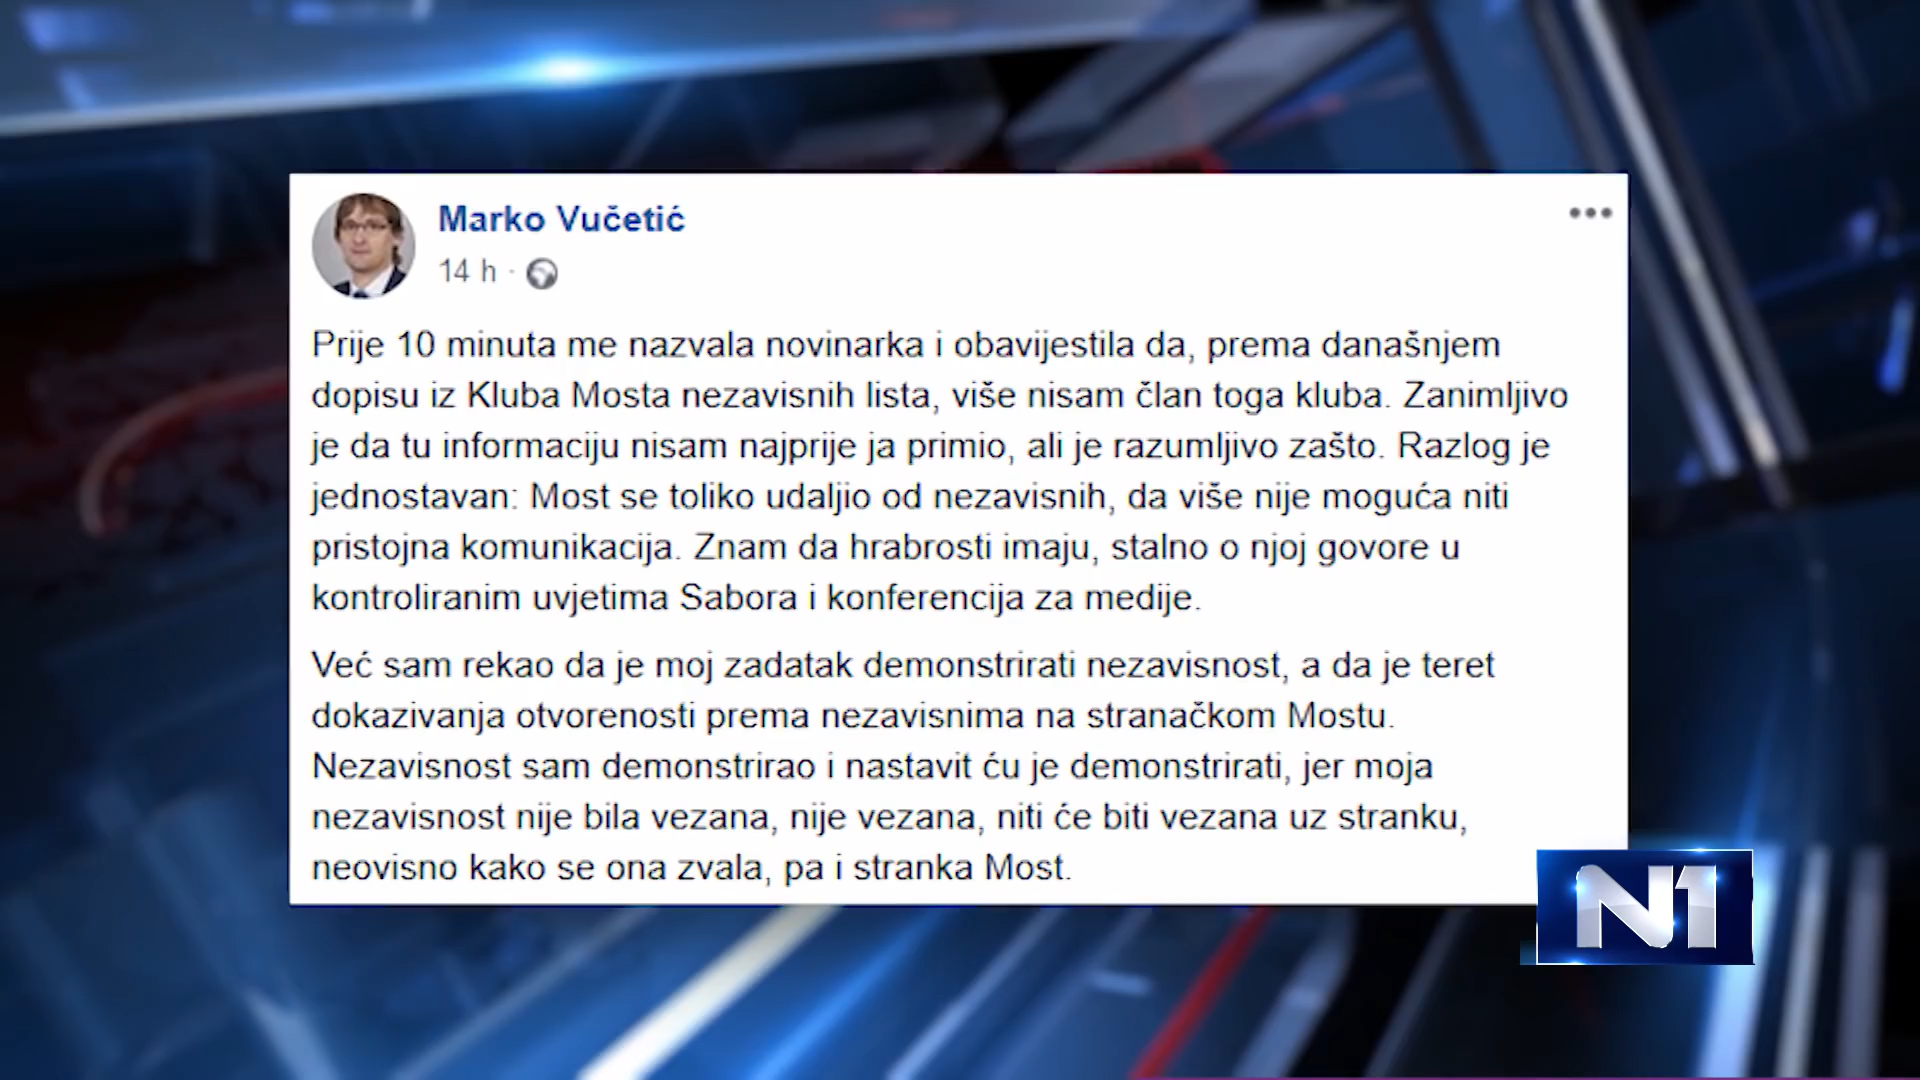 Marko Vučetić
14 h ·
Prije 10 minuta me nazvala novinarka i obavijestila da, prema današnjem
dopisu iz Kluba Mosta nezavisnih lista, više nisam član toga kluba. Zanimljivo
je da tu informaciju nisam najprije ja primio, ali je razumljivo zašto. Razlog je
jednostavan: Most se toliko udaljio od nezavisnih, da više nije moguća niti
pristojna komunikacija. Znam da hrabrosti imaju, stalno o njoj govore u
kontroliranim uvjetima Sabora i konferencija za medije.
Već sam rekao da je moj zadatak demonstrirati nezavisnost, a da je teret
dokazivanja otvorenosti prema nezavisnima na stranačkom Mostu.
Nezavisnost sam demonstrirao i nastavit ću je demonstrirati, jer moja
nezavisnost nije bila vezana, nije vezana, niti će biti vezana uz stranku,
neovisno kako se ona zvala, pa i stranka Most.
N1